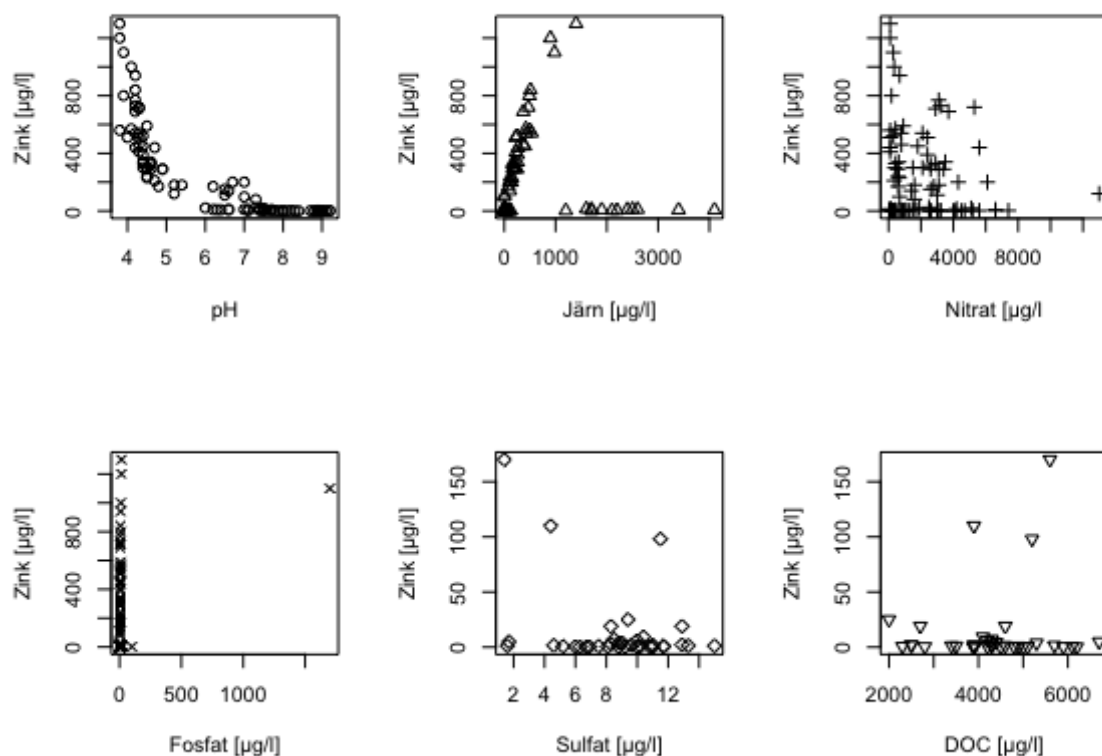 Zink [µg/l]
0 400 800
4 5 6 7 8 9
pH
Zink [µg/l]
0 400 800
0 1000 3000
Järn [µg/l]
Zink [µg/l]
0 400 800
0 4000 8000
Nitrat [µg/l
Zink [µg/l]
0 400 800
0 500 1000
Fosfat [µg/l]
Zink [µg/l]
0 50 100 150
2 4 6 8 10 12
Sulfat [µg/l]
Zink [µg/l]
0 50 100 150
2000 4000 6000
DOC [µg/l]